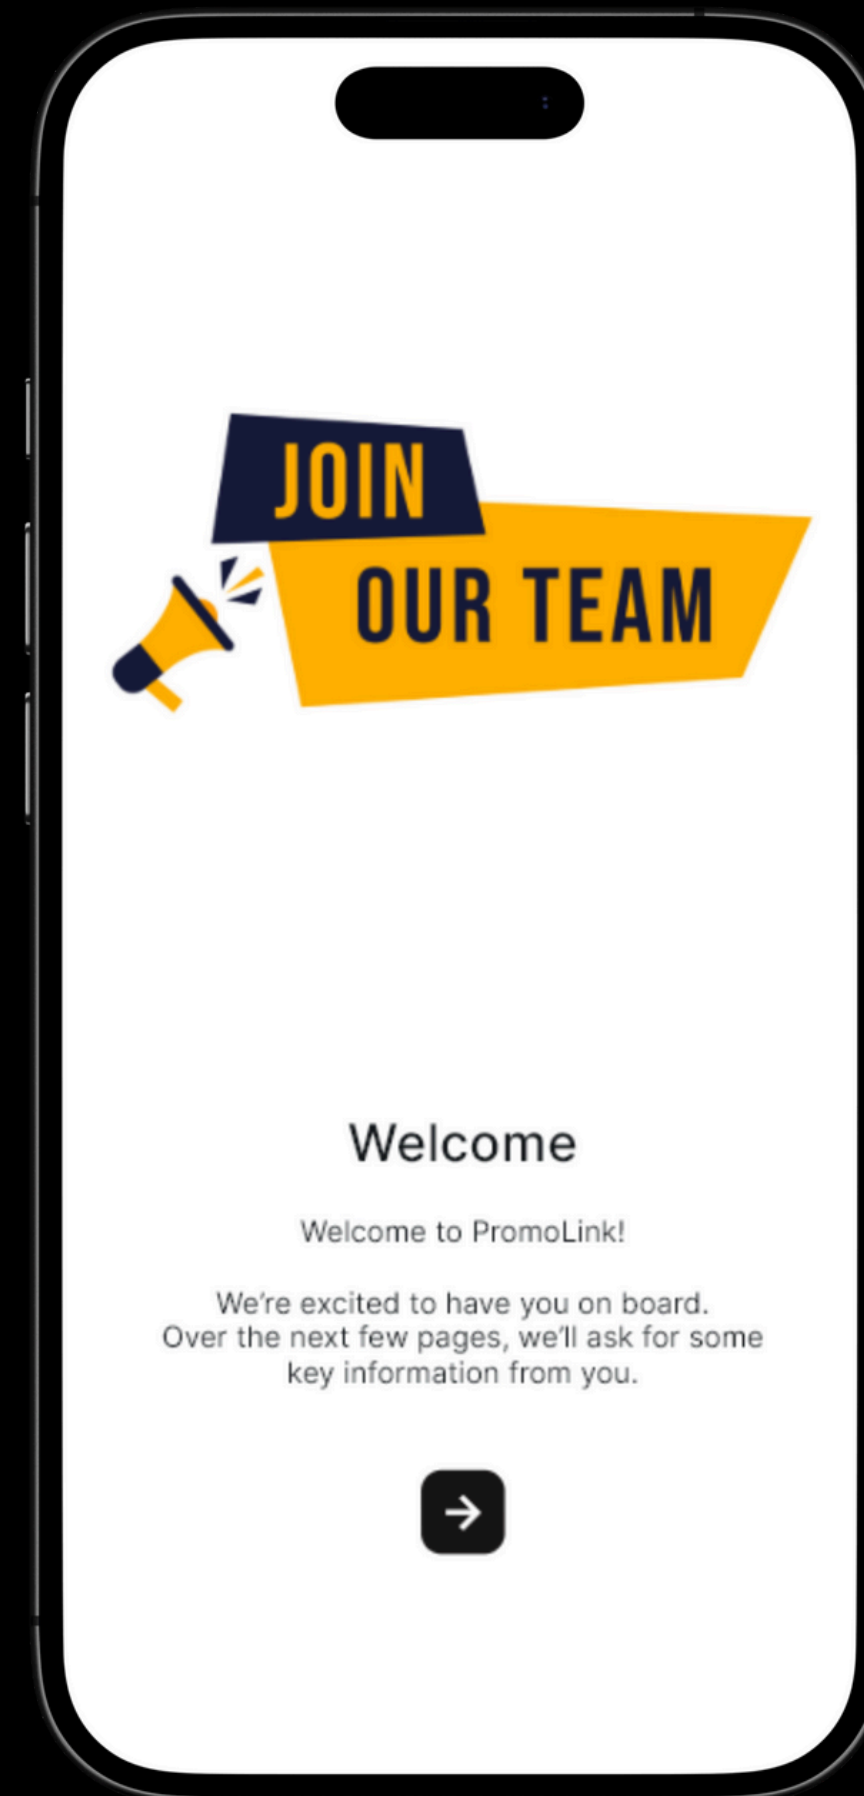 JOIN
OUR TEAM
Welcome
Welcome to PromoLink!
We’re excited to have you on board.
Over the next few pages, we’ll ask for some
key information from you.